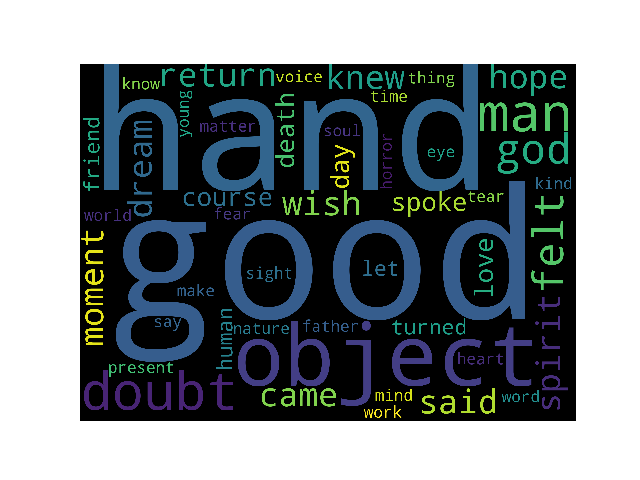 hand
good
object
doubt
man
god
felt
spirit
hope
return
knew
voice
thing
time
know
young
matter
soul
horror
eye
death
day
friend
dream
course
wish
spoke
tear
kind
world
fear
moment
sight
let
love
make
say
human
nature
father
turned
heart
present
came
mind
work
said
word